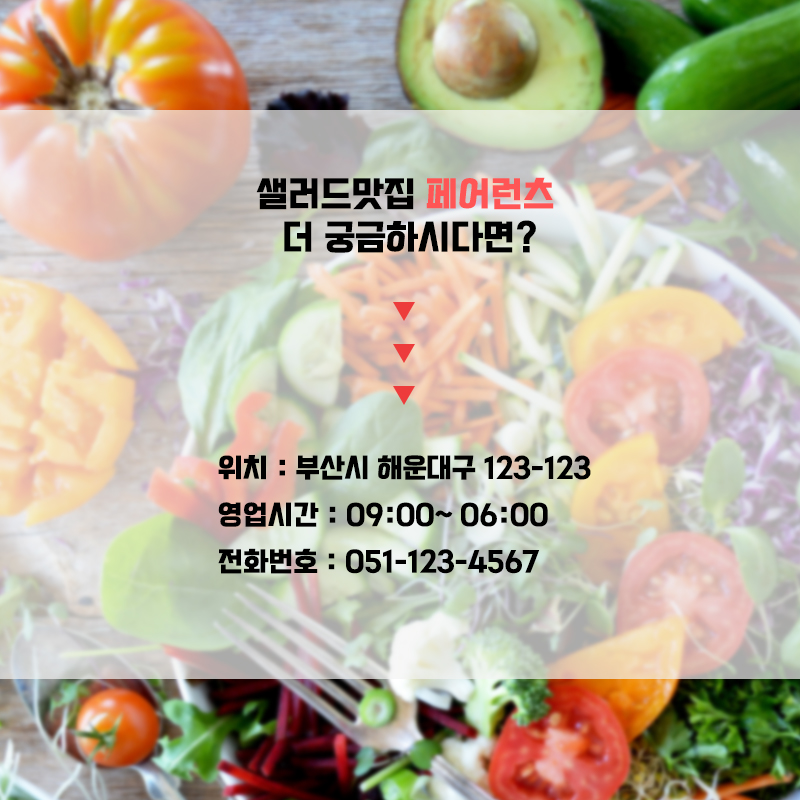 샐러드맛집 페어런츠
더 궁금하시다면?
위치 : 부산시 해운대구 123-123
영업시간 : 09:00~ 06:00
전화번호 : 051-123-4567